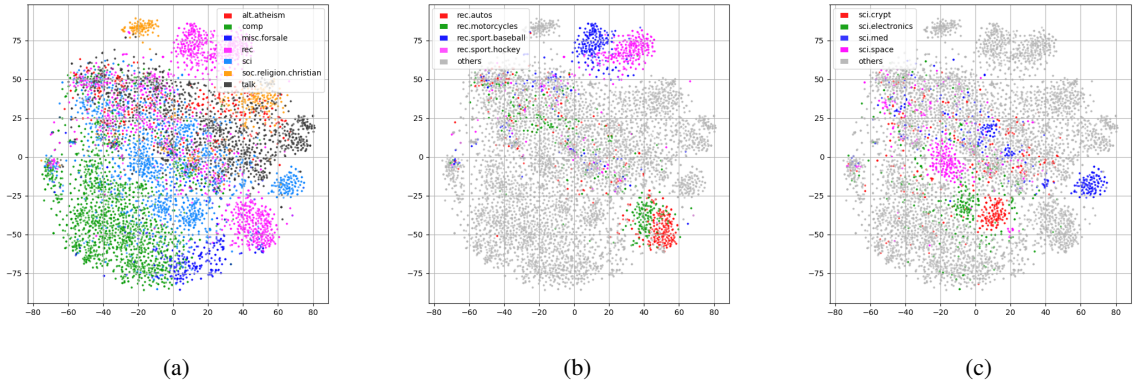 alt.atheism
comp
misc.forsale
rec
sci
soc.religion.christian
talk
75
50
25
0
−25
−50
−75
−80 −60 −40 −20 0 20 40 60 80
(a)
rec.autos
rec.motorcycles
rec.sport.baseball
rec.sport.hockey
others
75
50
25
0
−25
−50
−75
−80 −60 −40 −20 0 20 40 60 80
(b)
sci.crypt
sci.electronics
sci.med
sci.space
others
75
50
25
0
−25
−50
−75
−80 −60 −40 −20 0 20 40 60 80
(c)